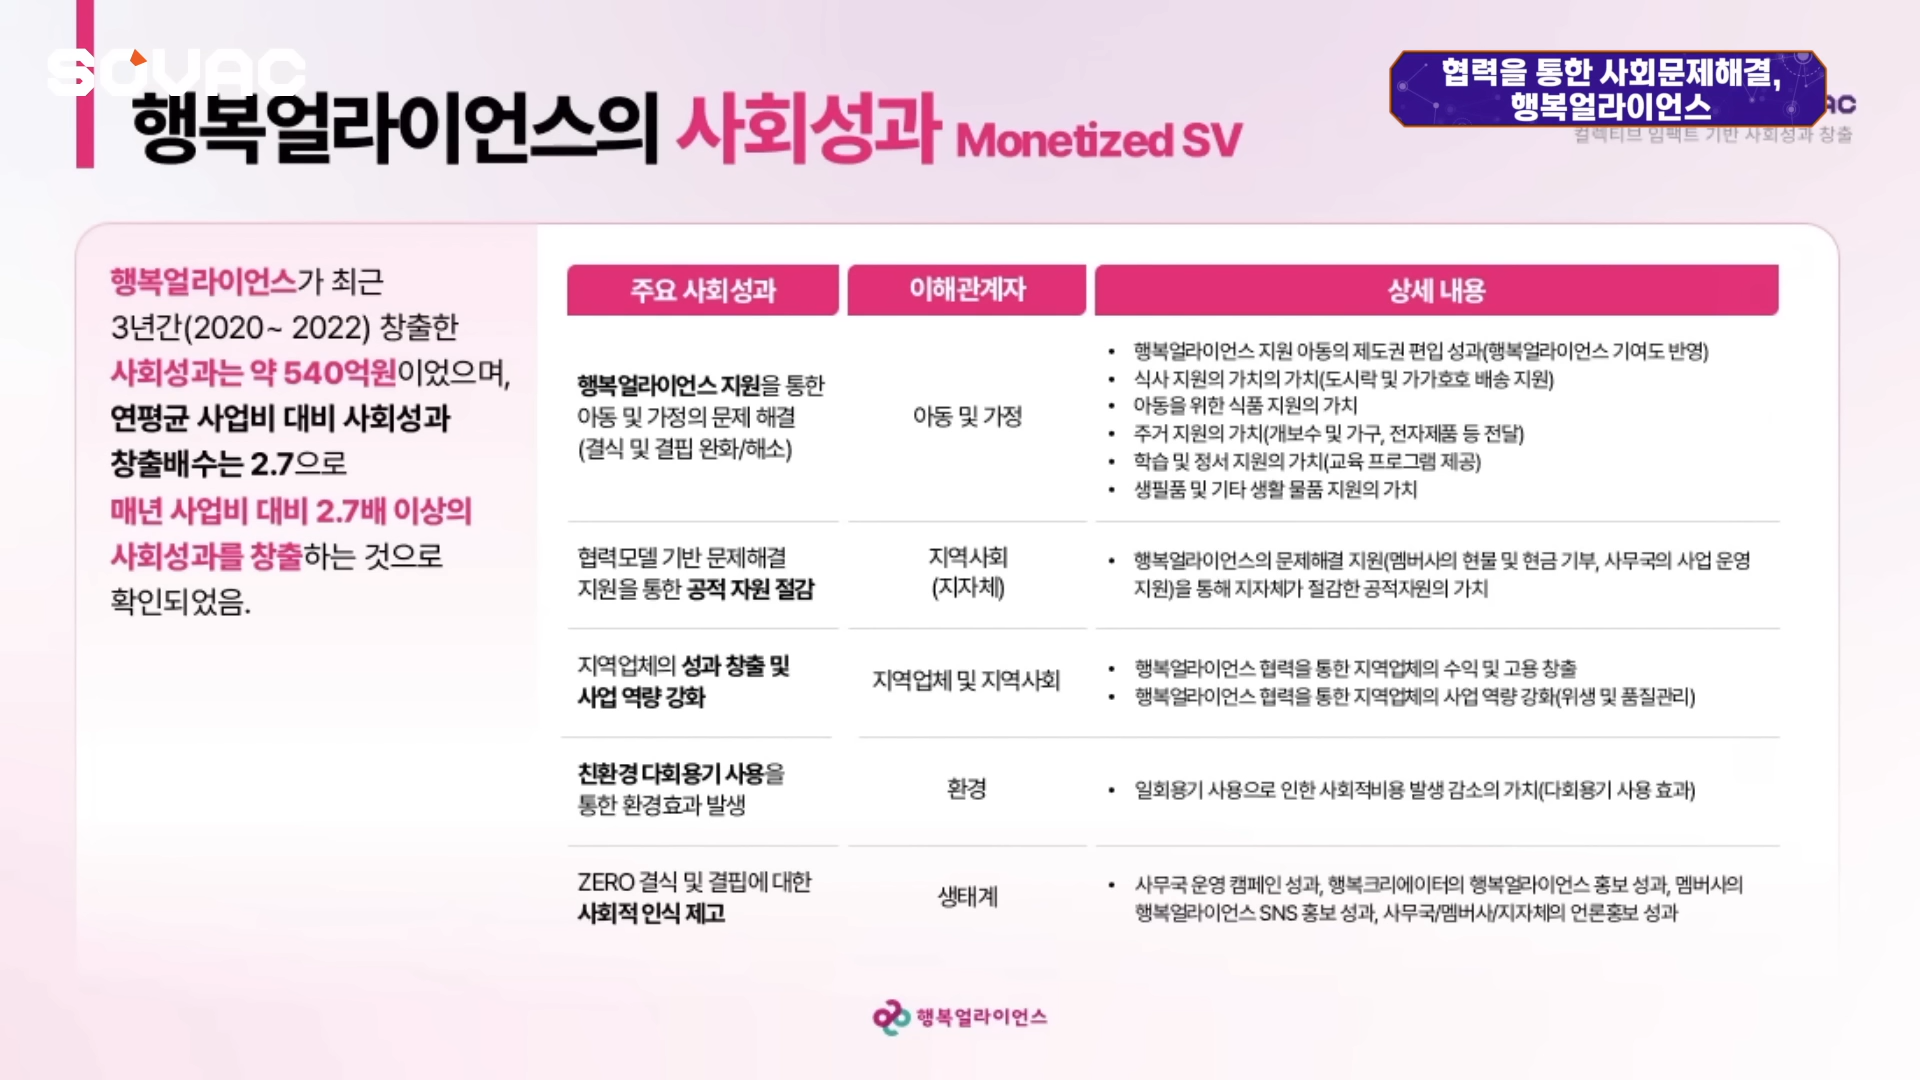 SOVAC
협력을 통한 사회문제해결,
행복얼라이언스
AC
컬렉티브 임팩트 기반 사회성과 창출
행복얼라이언스의 사회성과 Monetized SV
행복얼라이언스가 최근
3년간(2020~ 2022) 창출한
사회성과는 약 540억원이었으며,
연평균 사업비 대비 사회성과
창출배수는 2.7으로
매년 사업비 대비 2.7배 이상의
사회성과를 창출하는 것으로
확인되었음.
주요 사회성과
이해관계자
상세 내용
행복얼라이언스 지원을 통한
아동 및 가정의 문제 해결
(결식 및 결핍 완화/해소)
아동 및 가정
• 행복얼라이언스 지원 아동의 제도권 편입 성과(행복얼라이언스 기여도 반영)
• 식사 지원의 가치의 가치(도시락 및 가가호호 배송 지원)
• 아동을 위한 식품 지원의 가치
• 주거 지원의 가치(개보수 및 가구, 전자제품 등 전달)
• 학습 및 정서 지원의 가치(교육 프로그램 제공)
• 생필품 및 기타 생활 물품 지원의 가치
협력모델 기반 문제해결
지원을 통한 공적 자원 절감
지역사회
(지자체)
• 행복얼라이언스의 문제해결 지원(멤버사의 현물 및 현금 기부, 사무국의 사업 운영
지원)을 통해 지자체가 절감한 공적자원의 가치
지역업체의 성과 창출 및
사업 역량 강화
지역업체 및 지역사회
• 행복얼라이언스 협력을 통한 지역업체의 수익 및 고용 창출
• 행복얼라이언스 협력을 통한 지역업체의 사업 역량 강화(위생 및 품질관리)
친환경 다회용기 사용을
통한 환경효과 발생
환경
• 일회용기 사용으로 인한 사회적비용 발생 감소의 가치(다회용기 사용 효과)
ZERO 결식 및 결핍에 대한
사회적 인식 제고
생태계
• 사무국 운영 캠페인 성과, 행복크리에이터의 행복얼라이언스 홍보 성과, 멤버사의
행복얼라이언스 SNS 홍보 성과, 사무국/멤버사/지자체의 언론홍보 성과
행복얼라이언스